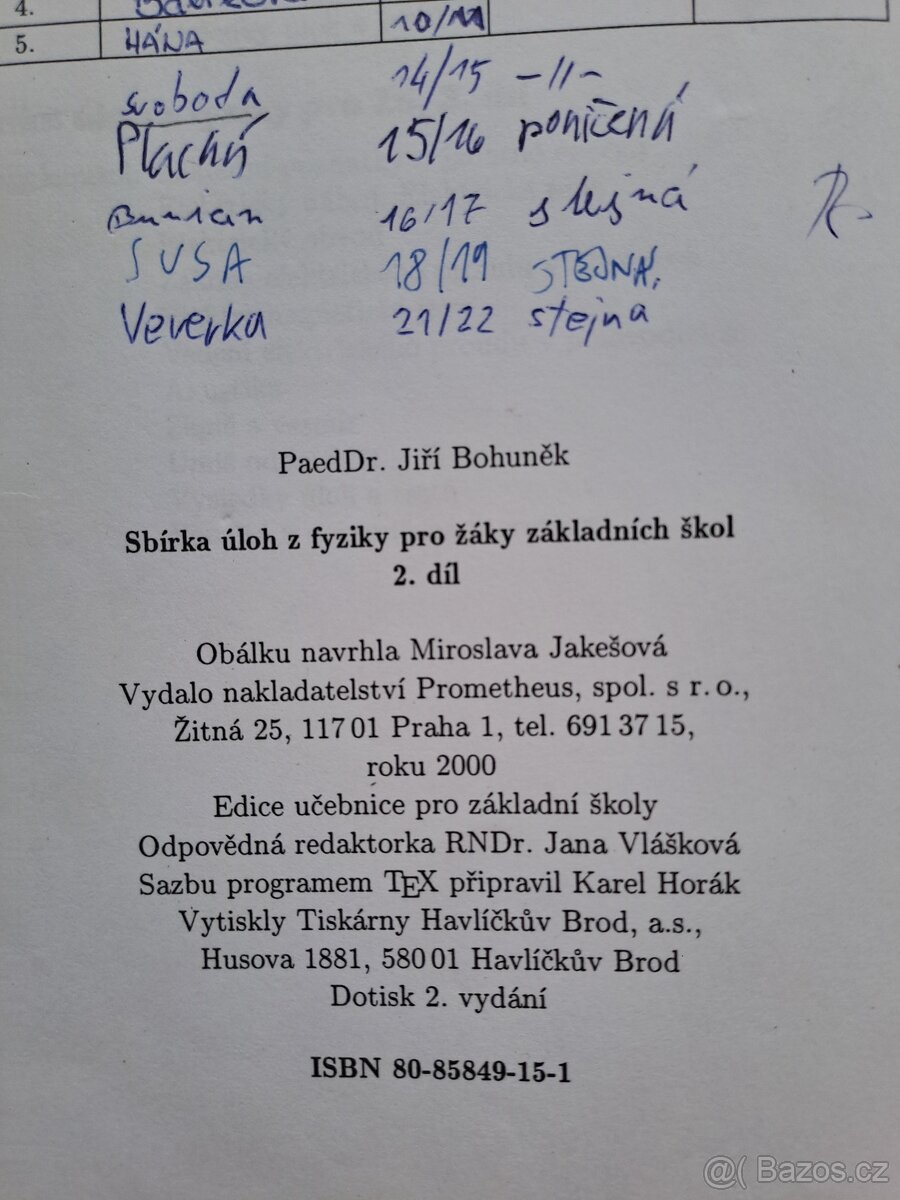 4.
5. HÁNA 10/11
svoboda 14/15 -//-
Plachý 15/16 poničená
Bunian 16/17 stejná
SUSA 18/19 STEJNÁ
Veverka 21/22 stejna
PaedDr. Jiří Bohuněk
Sbírka úloh z fyziky pro žáky základních škol
2. díl
Obálku navrhla Miroslava Jakešová
Vydalo nakladatelství Prometheus, spol. s r. o.,
Žitná 25, 117 01 Praha 1, tel. 691 37 15,
roku 2000
Edice učebnice pro základní školy
Odpovědná redaktorka RNDr. Jana Vlášková
Sazbu programem TEX připravil Karel Horák
Vytiskly Tiskárny Havlíčkův Brod, a.s.,
Husova 1881, 580 01 Havlíčkův Brod
Dotisk 2. vydání
ISBN 80-85849-15-1
@( Bazos.cz